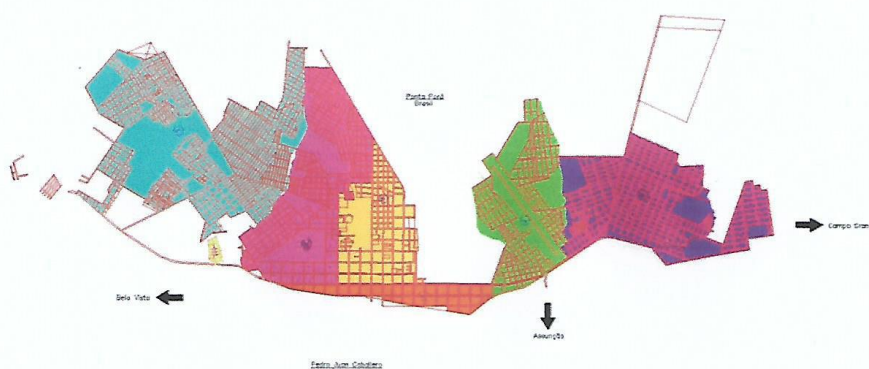 Ponta Porã
Brasil
Campo Gran
Bela Vista
Assunção
Pedro Juan Caballero